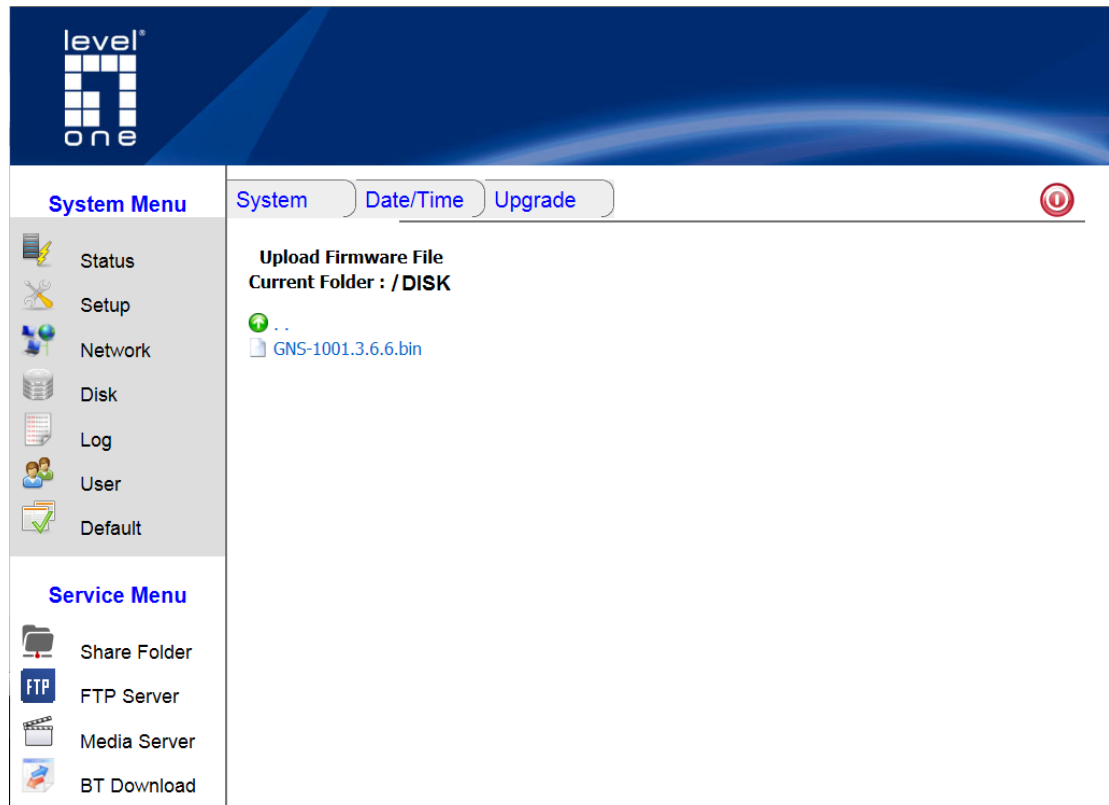 level®
one
System Menu
Status
Setup
Network
Disk
Log
User
Default
Service Menu
Share Folder
FTP
FTP Server
Media Server
BT Download
System
Date/Time
Upgrade
Upload Firmware File
Current Folder : /DISK
. .
GNS-1001.3.6.6.bin